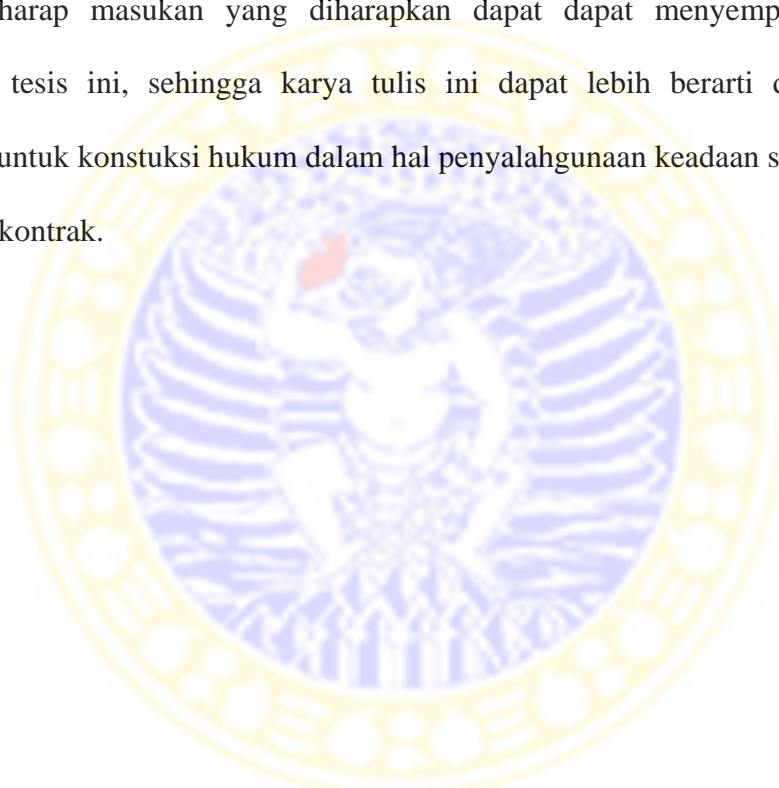 harap masukan yang diharapkan dapat dapat menyemp
tesis ini, sehingga karya tulis ini dapat lebih berarti
untuk konstuksi hukum dalam hal penyalahgunaan keadaan
kontrak.